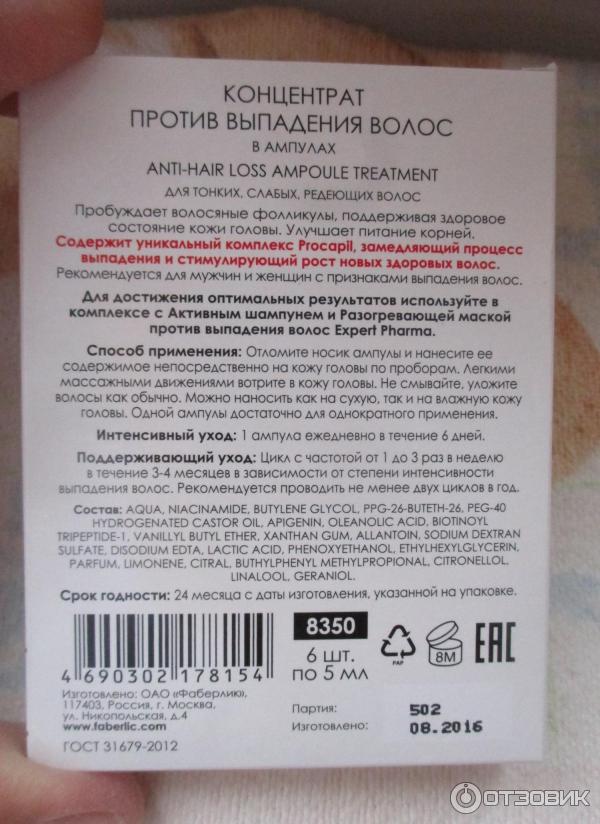 КОНЦЕНТРАТ
ПРОТИВ ВЫПАДЕНИЯ ВОЛОС
В АМПУЛАХ
ANTI-HAIR LOSS AMPOULE TREATMENT
ДЛЯ ТОНКИХ, СЛАБЫХ, РЕДЕЮЩИХ ВОЛОС
Пробуждает волосяные фолликулы, поддерживая здоровое
состояние кожи головы. Улучшает питание корней.
Содержит уникальный комплекс Procapil, замедляющий процесс
выпадения и стимулирующий рост новых здоровых волос.
Рекомендуется для мужчин и женщин с признаками выпадения волос.
Для достижения оптимальных результатов используйте в
комплексе с Активным шампунем и Разогревающей маской
против выпадения волос Expert Pharma.
Способ применения: Отломите носик ампулы и нанесите ее
содержимое непосредственно на кожу головы по проборам. Легкими
массажными движениями вотрите в кожу головы. Не смывайте, уложите
волосы как обычно. Можно наносить как на сухую, так и на влажную кожу
головы. Одной ампулы достаточно для однократного применения.
Интенсивный уход: 1 ампула ежедневно в течение 6 дней.
Поддерживающий уход: Цикл с частотой от 1 до 3 раз в неделю
в течение 3-4 месяцев в зависимости от степени интенсивности
выпадения волос. Рекомендуется проводить не менее двух циклов в год.
Состав: AQUA, NIACINAMIDE, BUTYLENE GLYCOL, PPG-26-BUTETH-26, PEG-40
HYDROGENATED CASTOR OIL, APIGENIN, OLEANOLIC ACID, BIOTINOYL
TRIPEPTIDE-1, VANILLYL BUTYL ETHER, XANTHAN GUM, ALLANTOIN, SODIUM DEXTRAN
SULFATE, DISODIUM EDTA, LACTIC ACID, PHENOXYETHANOL, ETHYLHEXYLGLYCERIN,
PARFUM, LIMONENE, CITRAL, BUTHYLPHENYL METHYLPROPIONAL, CITRONELLOL,
LINALOOL, GERANIOL.
Срок годности: 24 месяца с даты изготовления, указанной на упаковке.
4 690302 178154
8350
6 шт.
по 5 мл
PAP
8М
EAC
Изготовлено: ОАО «Фаберлик»,
117403, Россия, г. Москва,
ул. Никопольская, д.4
www.faberlic.com
ГОСТ 31679-2012
Партия: 502
Изготовлено: 08.2016
ОТЗОВИК